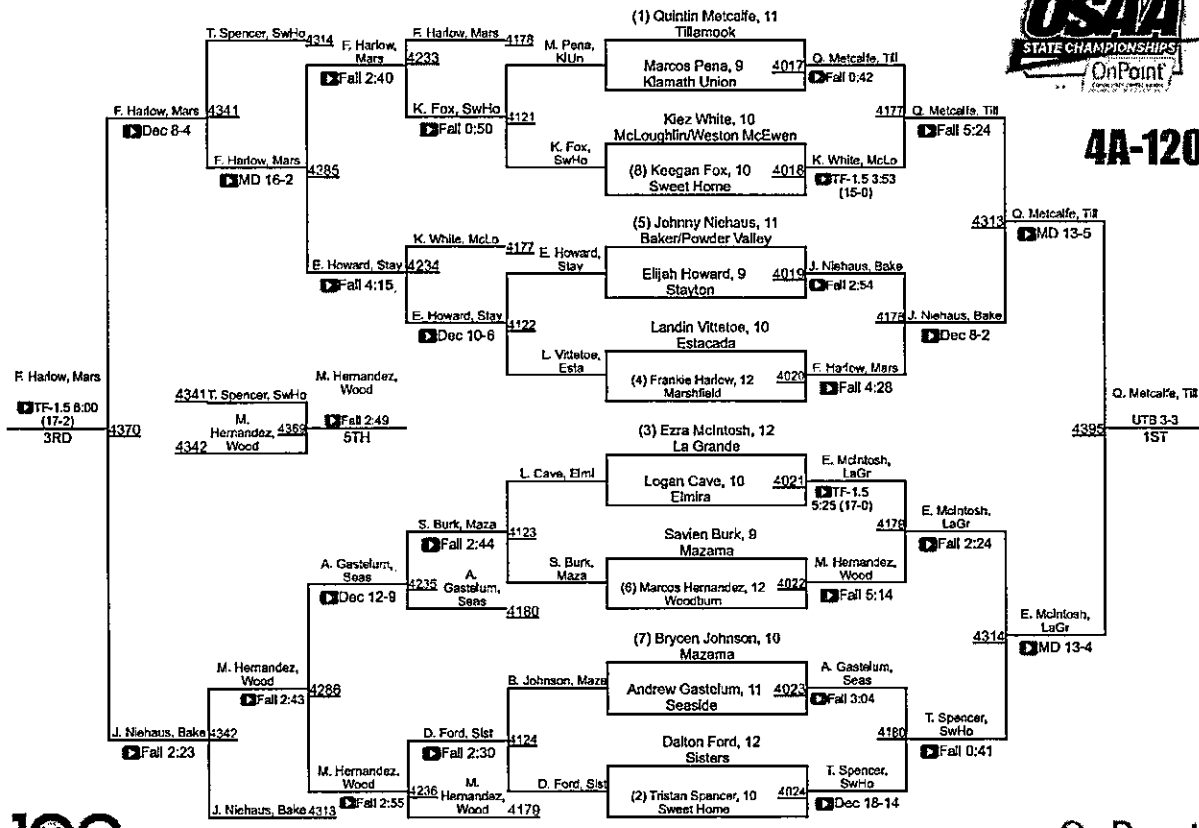 OSAA
STATE CHAMPIONSHIPS
OnPoint
4A-120
(1) Quintin Metcalfe, 11
Tillamook
Marcos Pena, 9
Klamath Union
4017
Kiez White, 10
McLoughlin/Weston McEwen
(8) Keegan Fox, 10
Sweet Home
4018
(5) Johnny Niehaus, 11
Baker/Powder Valley
Elijah Howard, 9
Stayton
4019
Landin Vittetoe, 10
Estacada
(4) Frankie Harlow, 12
Marshfield
4020
(3) Ezra McIntosh, 12
La Grande
Logan Cave, 10
Elmira
4021
Savien Burk, 9
Mazama
(6) Marcos Hernandez, 12
Woodburn
4022
(7) Brycen Johnson, 10
Mazama
Andrew Gastelum, 11
Seaside
4023
Dalton Ford, 12
Sisters
(2) Tristan Spencer, 10
Sweet Home
4024
Q. Metcalfe, Till
Fall 0:42
4177
K. White, McLo
TF-1.5 3:53
(15-0)
J. Niehaus, Bake
Fall 2:54
4178
F. Harlow, Mars
Fall 4:28
E. McIntosh,
LaGr
TF-1.5
5:25 (17-0)
4179
M. Hernandez,
Wood
Fall 5:14
A. Gastelum,
Seas
Fall 3:04
4180
T. Spencer,
SwHo
Dec 18-14
Q. Metcalfe, Till
Fall 5:24
4313
J. Niehaus, Bake
Dec 8-2
E. McIntosh,
LaGr
Fall 2:24
4314
T. Spencer,
SwHo
Fall 0:41
Q. Metcalfe, Till
MD 13-5
4395
E. McIntosh,
LaGr
MD 13-4
Q. Metcalfe, Till
UTB 3-3
1ST
M. Pena,
KlUn
4121
K. Fox,
SwHo
E. Howard,
Stay
4122
L. Vittetoe,
Esta
L. Cave, Elmi
4123
S. Burk,
Maza
B. Johnson, Maza
4124
D. Ford, Sist
F. Harlow, Mars
4178
4233
K. Fox, SwHo
Fall 0:50
K. White, McLo
4177
4234
E. Howard, Stay
Dec 10-6
S. Burk, Maza
Fall 2:44
4235
A.
Gastelum,
Seas
4180
D. Ford, Sist
Fall 2:30
4236
M.
Hernandez,
Wood
4179
F. Harlow,
Mars
Fall 2:40
4285
E. Howard, Stay
Fall 4:15
A. Gastelum,
Seas
Dec 12-9
4286
M. Hernandez,
Wood
Fall 2:55
T. Spencer, SwHo
4314
4341
F. Harlow, Mars
MD 16-2
M. Hernandez,
Wood
Fall 2:43
4342
J. Niehaus, Bake
4313
F. Harlow, Mars
Dec 8-4
4370
J. Niehaus, Bake
Fall 2:23
F. Harlow, Mars
TF-1.5 6:00
(17-2)
3RD
4341
T. Spencer, SwHo
M.
Hernandez,
Wood
4342
4369
M. Hernandez,
Wood
Fall 2:49
5TH